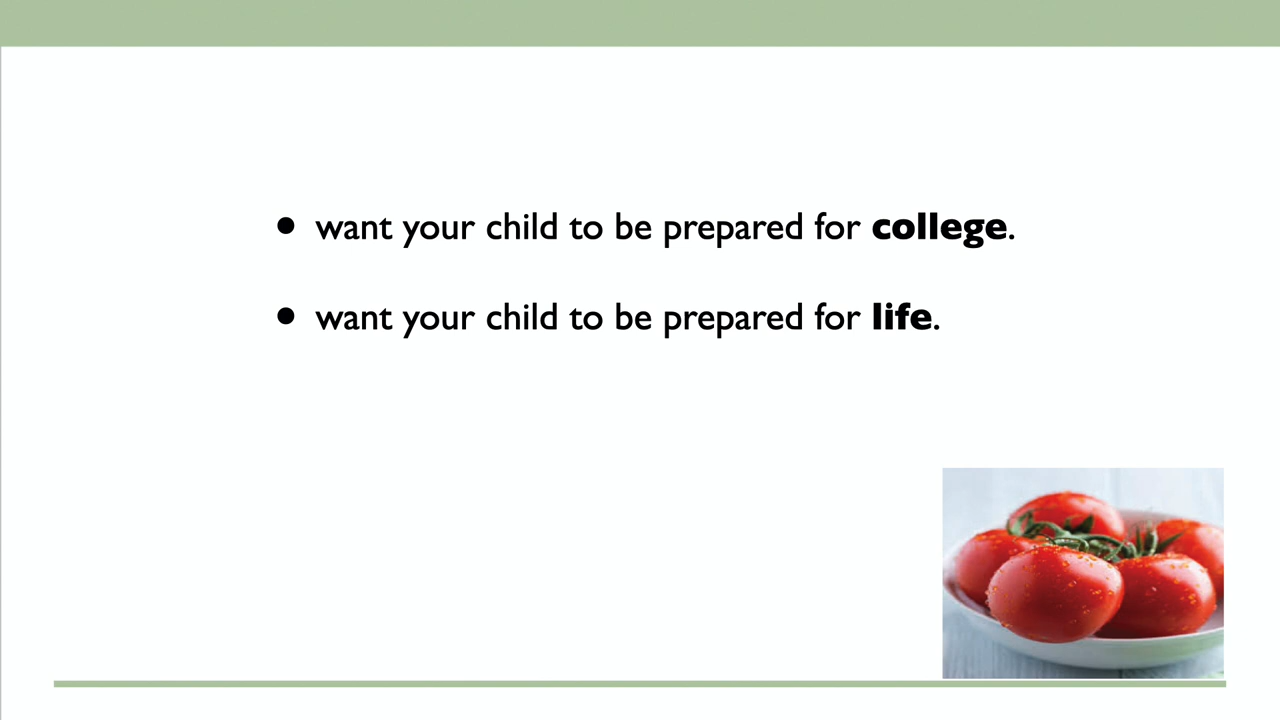 • want your child to be prepared for college.
• want your child to be prepared for life.